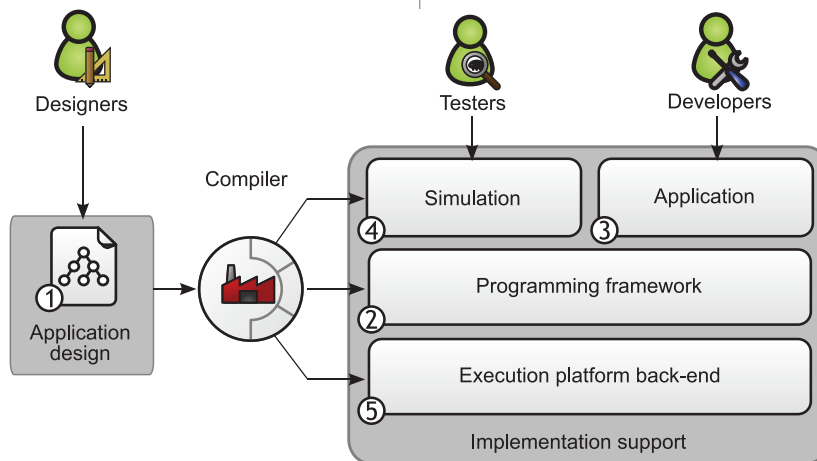 Designers
Testers
Developers
Compiler
Simulation
4
Application
3
1
Application
design
Programming framework
2
Execution platform back-end
5
Implementation support